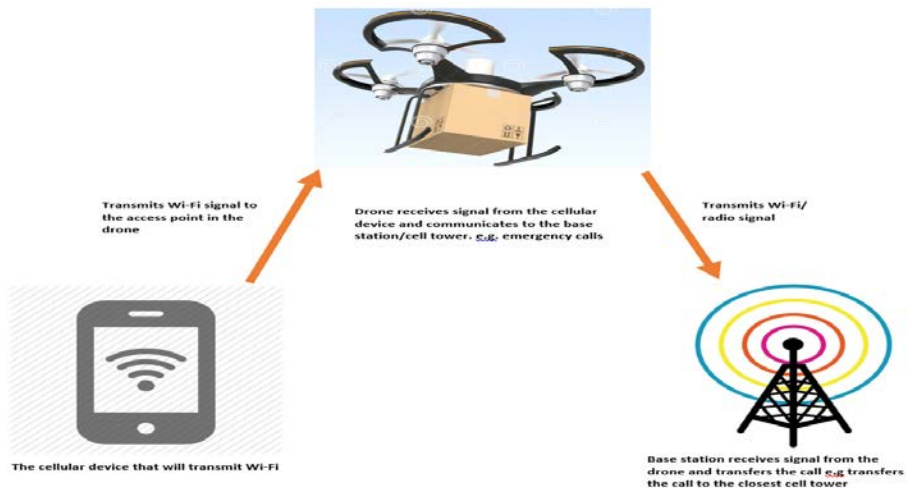 Transmits Wi-Fi signal to
the access point in the
drone
Drone receives signal from the cellular
device and communicates to the base
station/cell tower. e.g. emergency calls
Transmits Wi-Fi/
radio signal
The cellular device that will transmit Wi-Fi
Base station receives signal from the
drone and transfers the call e.g transfers
the call to the closest cell tower